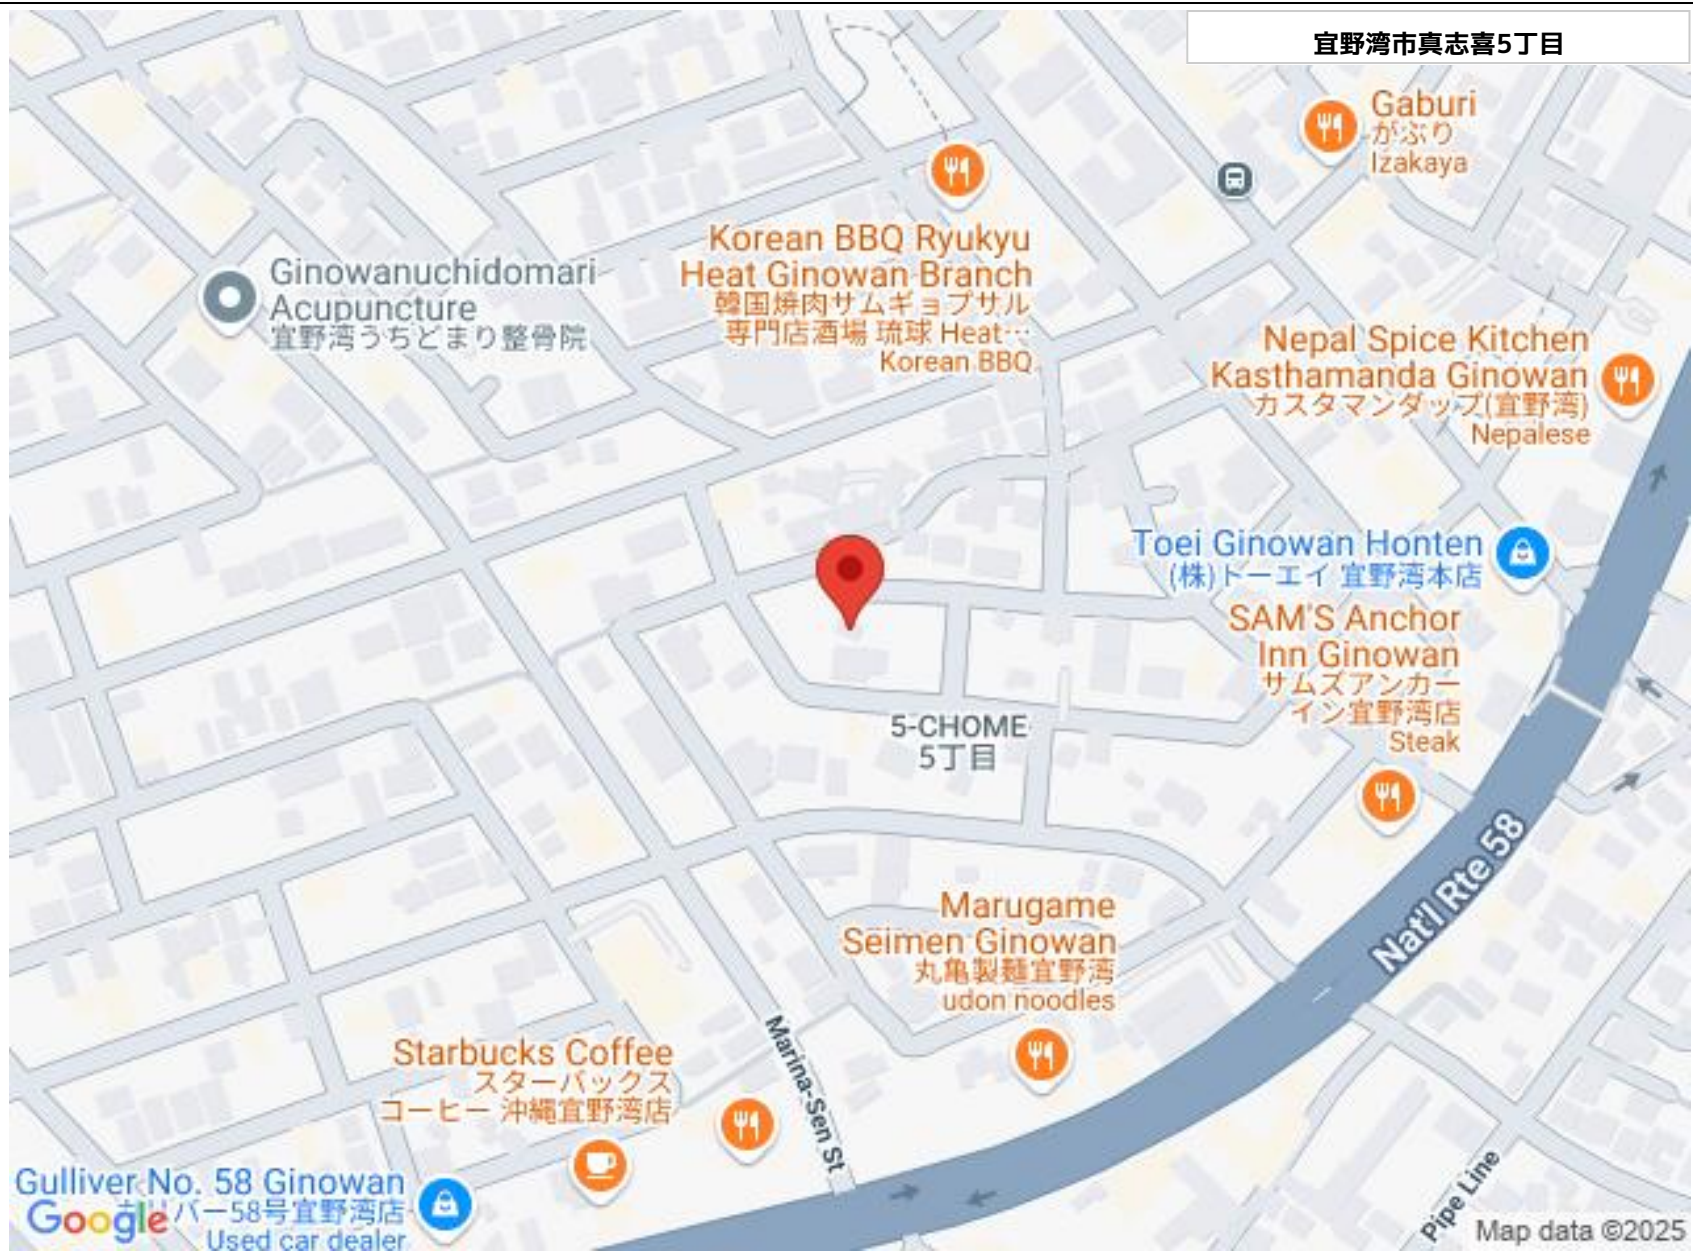 宜野湾市真志喜5丁目
Gaburi
がぶり
Izakaya
Korean BBQ Ryukyu
Heat Ginowan Branch
韓国焼肉サムギョプサル
専門店酒場 琉球 Heat…
Korean BBQ
Ginowanuchidomari
Acupuncture
宜野湾うちどまり整骨院
Nepal Spice Kitchen
Kasthamanda Ginowan
カスタマンダップ(宜野湾)
Nepalese
Toei Ginowan Honten
(株)トーエイ 宜野湾本店
SAM'S Anchor
Inn Ginowan
サムズアンカー
イン宜野湾店
Steak
5-CHOME
5丁目
Nat'l Rte 58
Marugame
Seimen Ginowan
丸亀製麺宜野湾
udon noodles
Marina-Sen St
Starbucks Coffee
スターバックス
コーヒー 沖縄宜野湾店
Gulliver No. 58 Ginowan
バー58号宜野湾店
Used car dealer
Google
Pipe Line
Map data ©2025